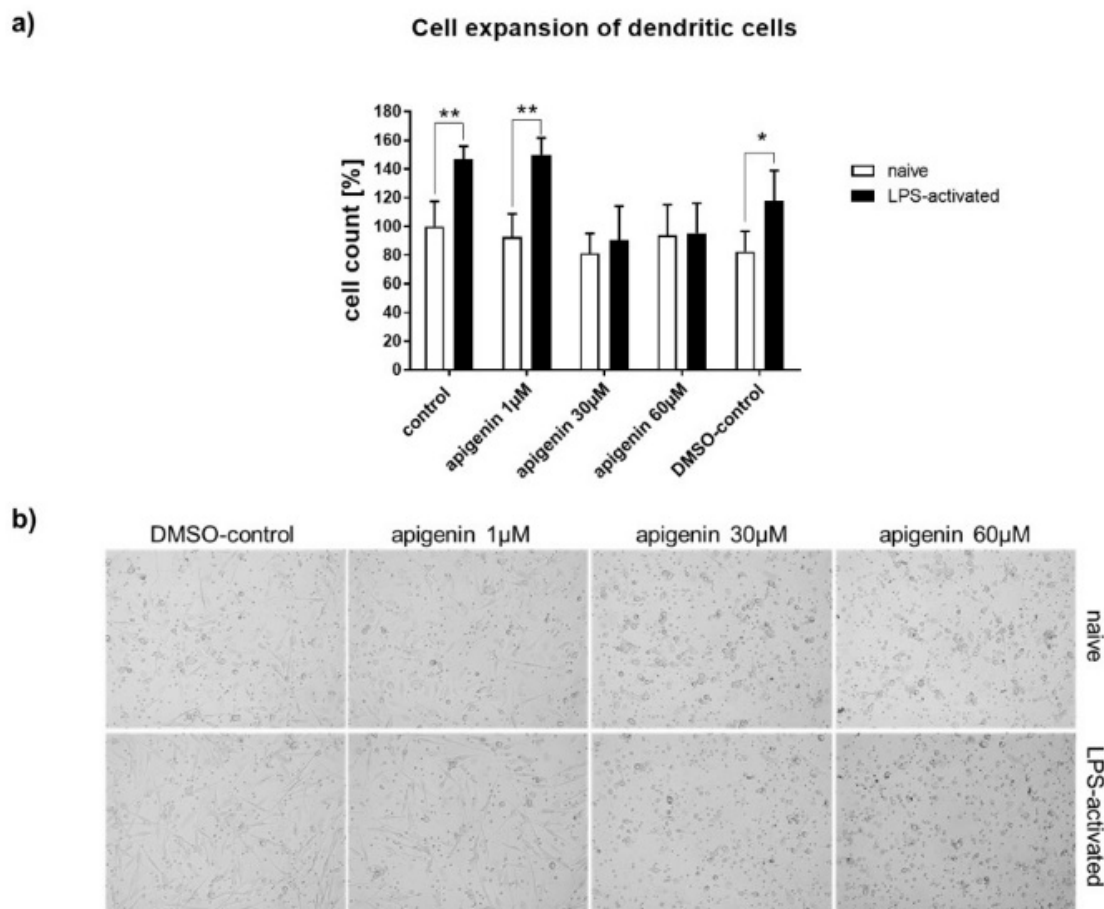 a)
Cell expansion of dendritic cells
180
160
140
120
100
80
60
40
20
0
cell count [%]
**
**
*
naive
LPS-activated
control
apigenin 1µM
apigenin 30µM
apigenin 60µM
DMSO-control
b)
DMSO-control apigenin 1µM apigenin 30µM apigenin 60µM
naive
LPS-activated